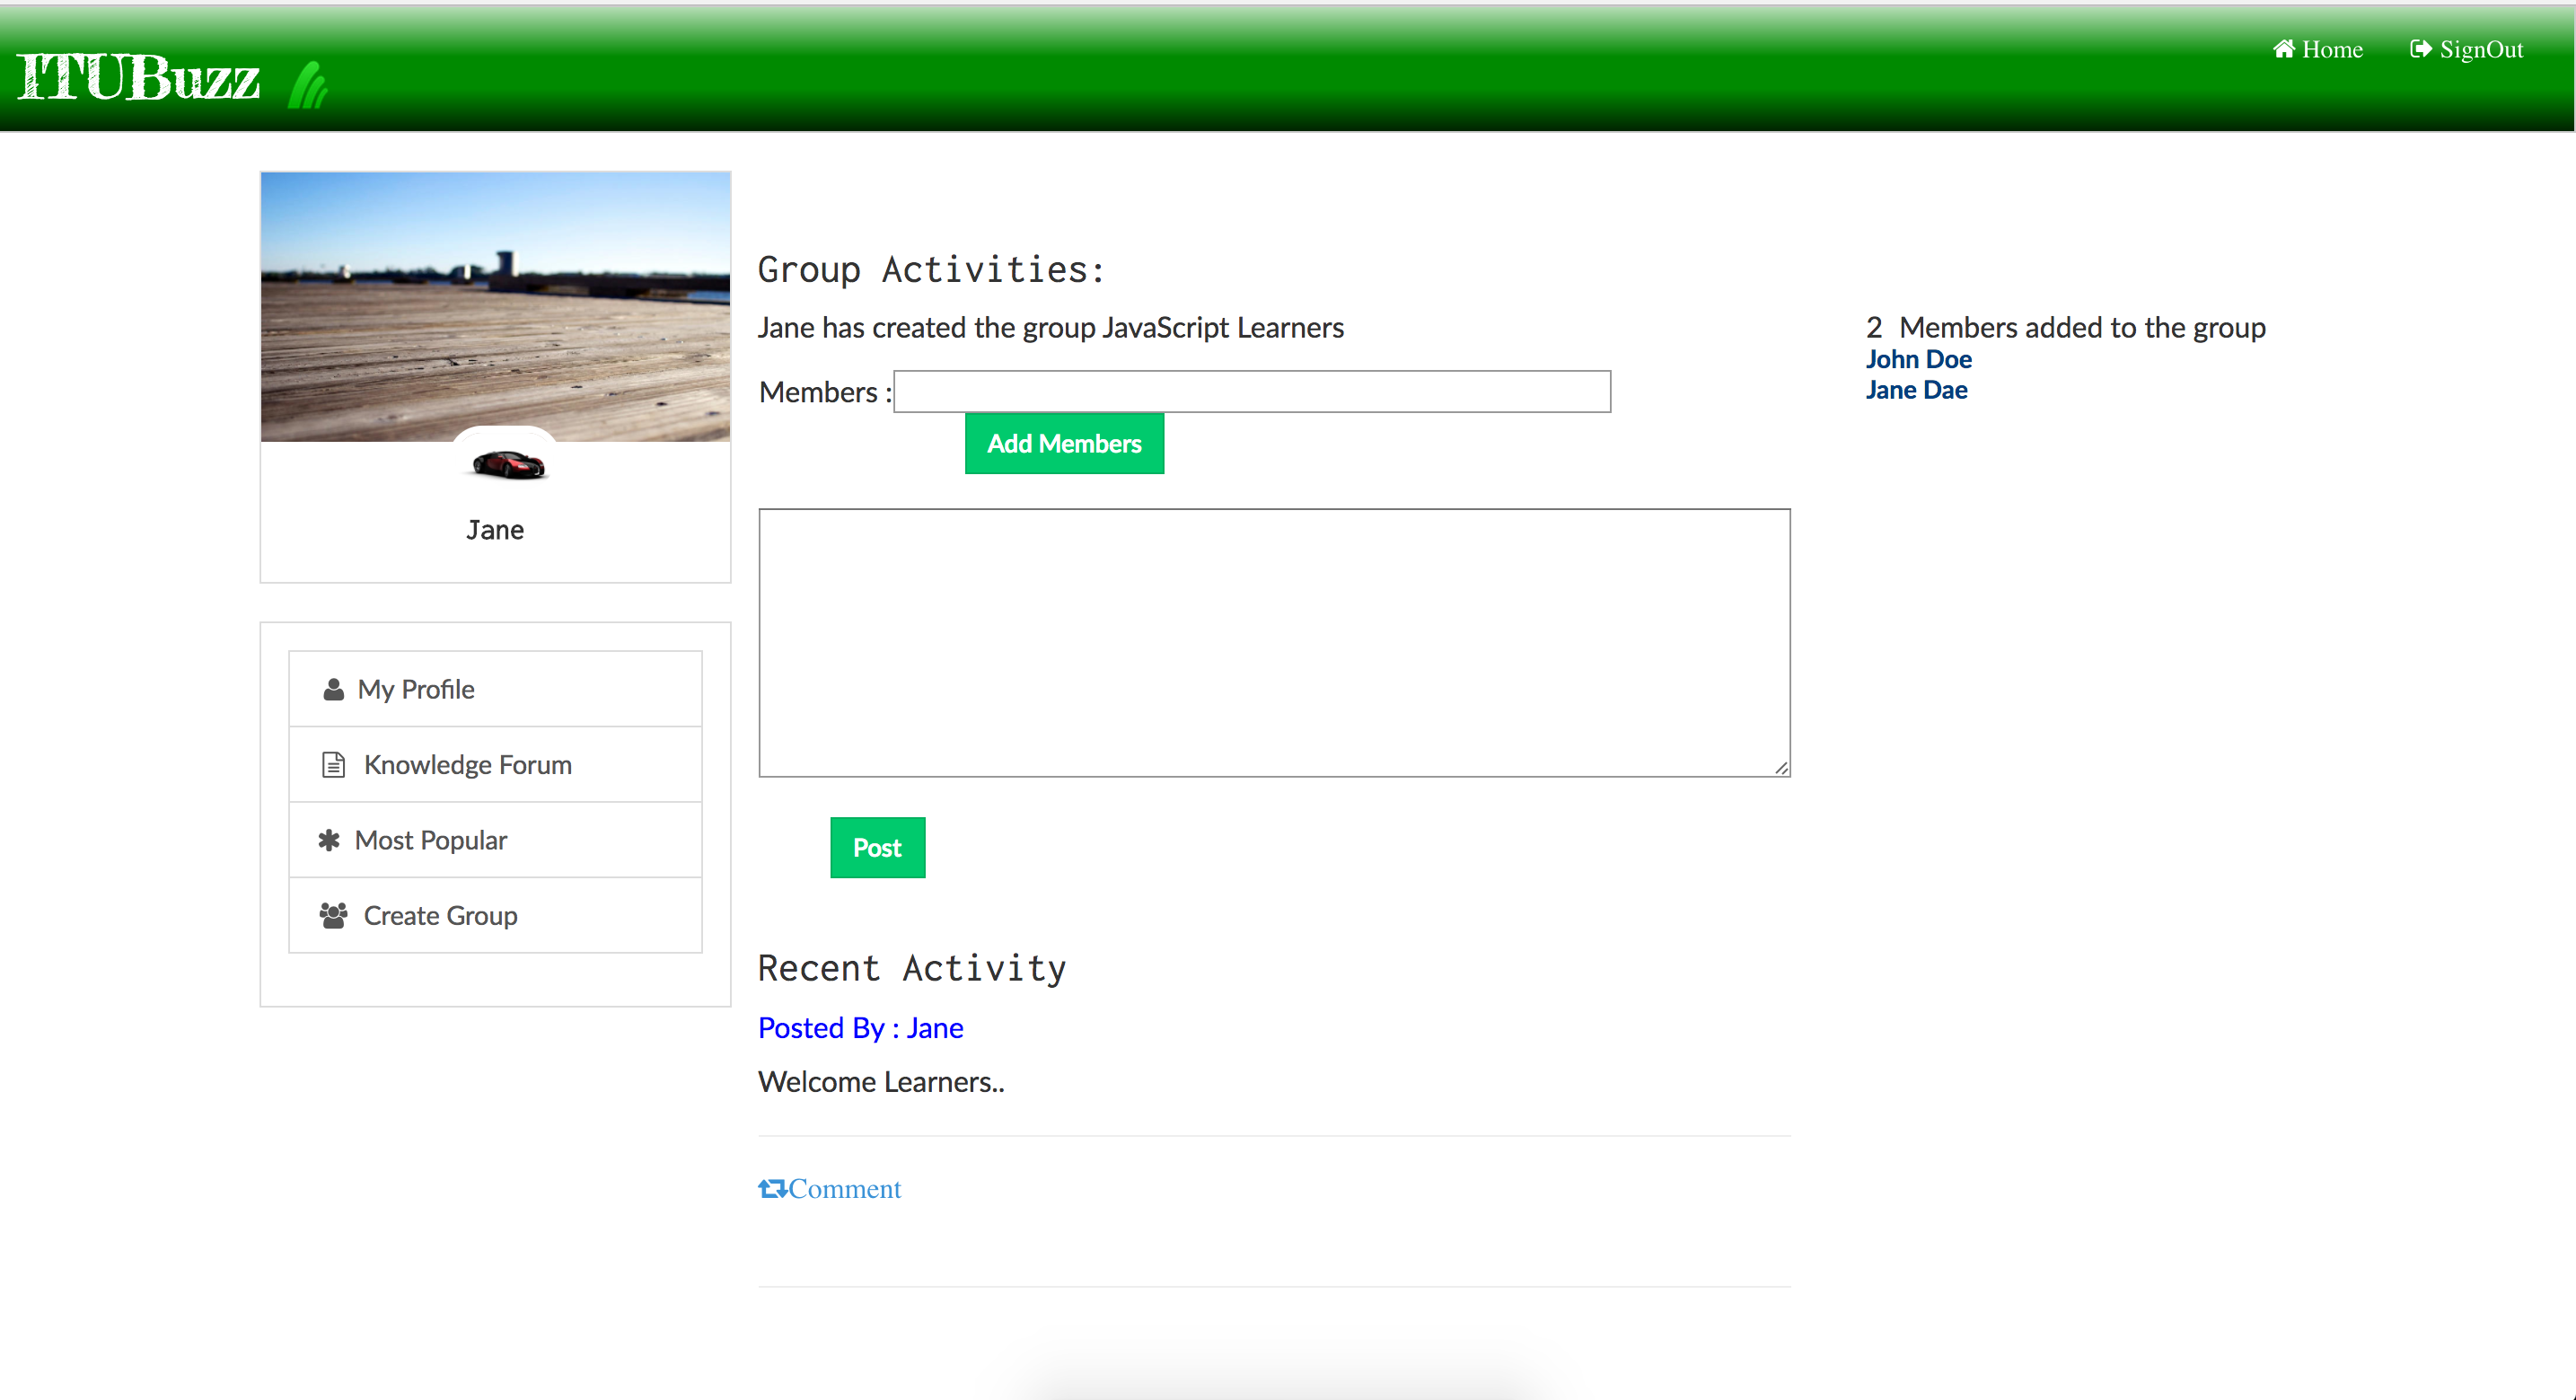 ITUBuzz
Home
SignOut
Jane
My Profile
Knowledge Forum
Most Popular
Create Group
Group Activities:
Jane has created the group JavaScript Learners
Members :
Add Members
Post
Recent Activity
Posted By : Jane
Welcome Learners..
Comment
2 Members added to the group
John Doe
Jane Dae